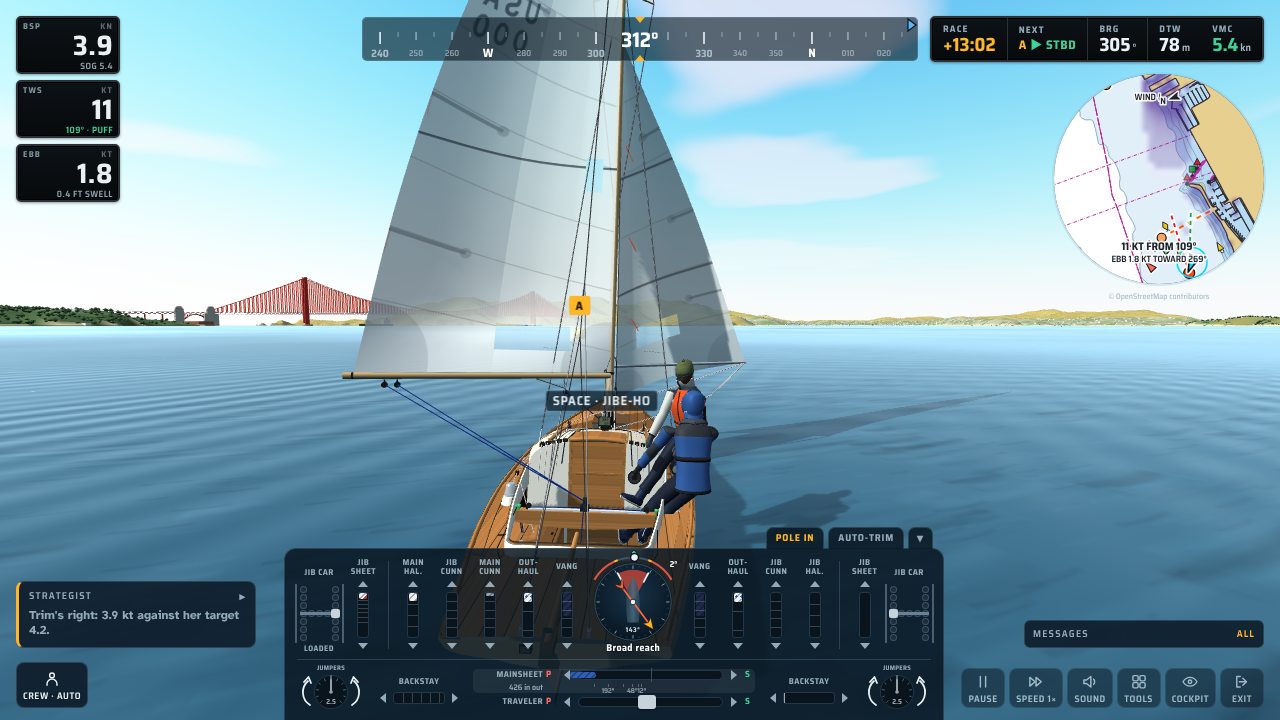 BSP KN
3.9
SOG 5.4
TWS KT
11
109° · PUFF
EBB KT
1.8
0.4 FT SWELL
USA
000
240 250 260 W 280 290 300 312° 330 340 350 N 010 020
RACE
+13:02
NEXT
A ▶ STBD
BRG
305°
DTW
78 m
VMC
5.4 kn
WIND
N
11 KT FROM 109°
EBB 1.8 KT TOWARD 269°
© OpenStreetMap contributors
A
SPACE · JIBE-HO
POLE IN
AUTO-TRIM
▼
JIB CAR
LOADED
JIB SHEET
MAIN HAL.
JIB CUNN
MAIN CUNN
OUT-HAUL
VANG
2°
143°
Broad reach
VANG
OUT-HAUL
JIB CUNN
JIB HAL.
JIB SHEET
JIB CAR
JUMPERS
2.5
BACKSTAY
MAINSHEET P S
426 in out
TRAVELER P S
BACKSTAY
JUMPERS
2.5
STRATEGIST ▶
Trim's right: 3.9 kt against her target
4.2.
CREW · AUTO
MESSAGES ALL
PAUSE
SPEED 1×
SOUND
TOOLS
COCKPIT
EXIT